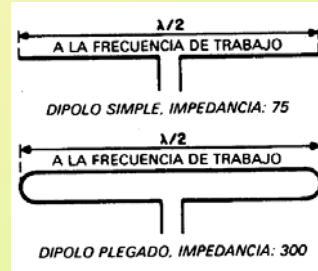 λ/2
A LA FRECUENCIA DE TRABAJO
DIPOLO SIMPLE, IMPEDANCIA: 75
λ/2
A LA FRECUENCIA DE TRABAJO
DIPOLO PLEGADO, IMPEDANCIA: 300